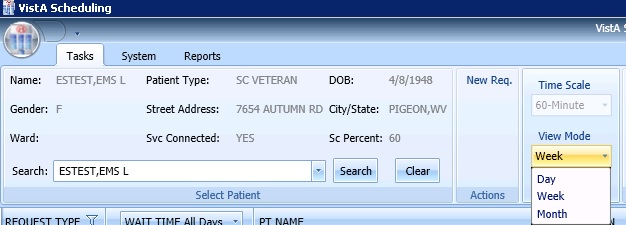 VistA Scheduling
VistA S
Tasks System Reports
Name: ESTEST,EMS L Patient Type: SC VETERAN DOB: 4/8/1948 New Req. Time Scale
Gender: F Street Address: 7654 AUTUMN RD City/State: PIGEON,WV 60-Minute
Ward: Svc Connected: YES Sc Percent: 60 View Mode
Search: ESTEST,EMS L Search Clear Week
Day
Select Patient Actions Week
Month
REQUEST TYPE WAIT TIME All Days PT NAME